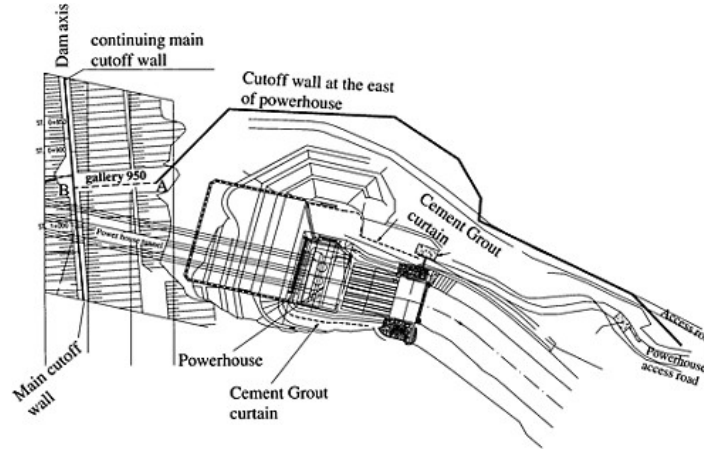 Dam axis
continuing main
cutoff wall
Cutoff wall at the east
of powerhouse
gallery 950
B
A
Power house tunnel
Cement Grout
curtain
Powerhouse
Cement Grout
curtain
Main cutoff
wall
Access ro
Powerhouse
access road